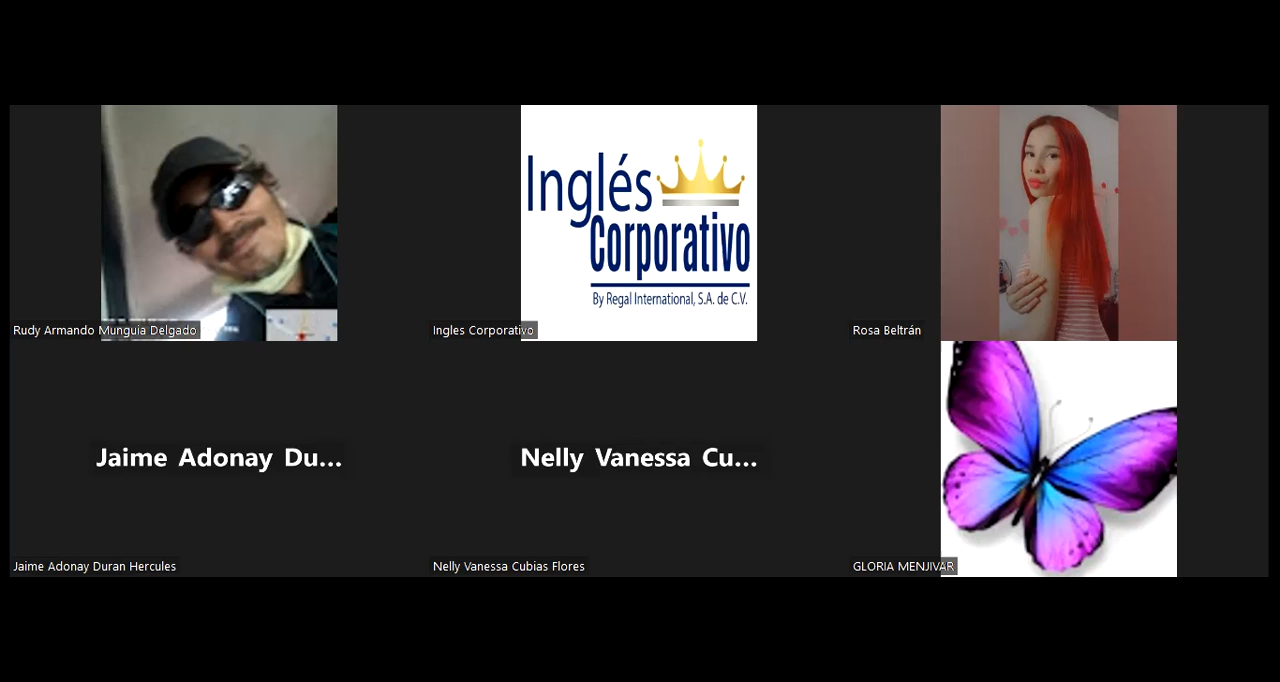 Inglés
Corporativo
By Regal International, S.A. de C.V.
Rudy Armando Munguia Delgado
Ingles Corporativo
Rosa Beltrán
Jaime Adonay Du...
Nelly Vanessa Cu...
Jaime Adonay Duran Hercules
Nelly Vanessa Cubias Flores
GLORIA MENJIVAR